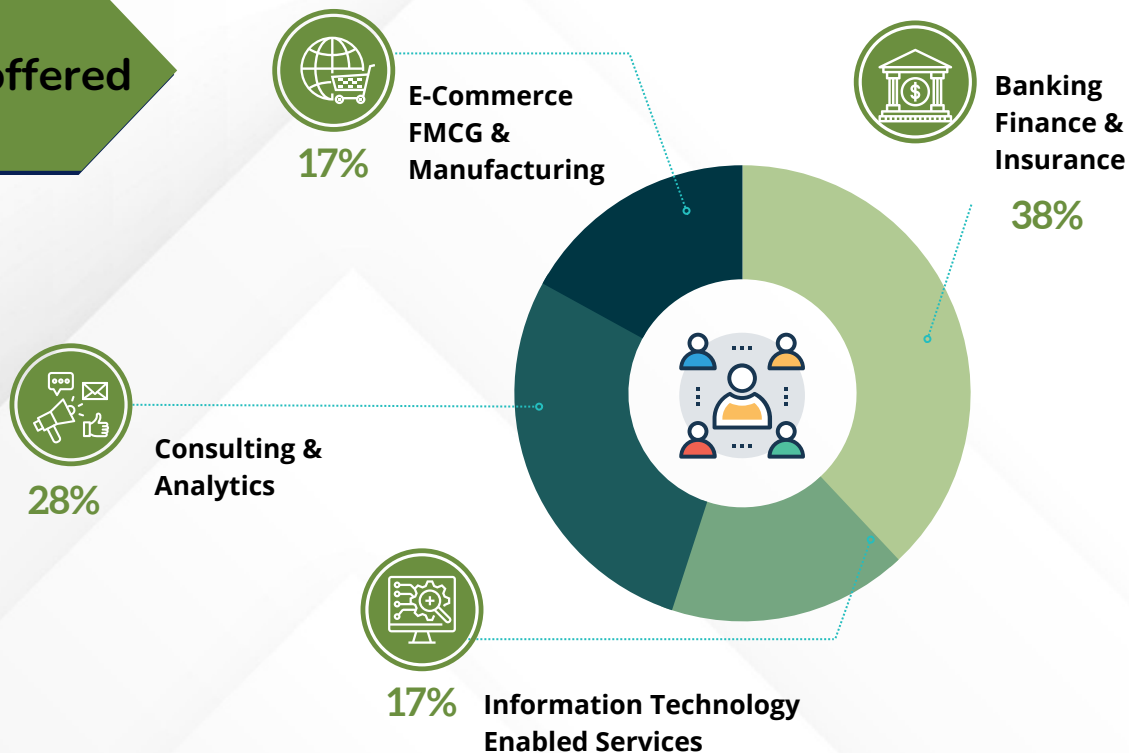 offered
E-Commerce
FMCG &
Manufacturing
17%
Banking
Finance &
Insurance
38%
Consulting &
Analytics
28%
17%
Information Technology
Enabled Services